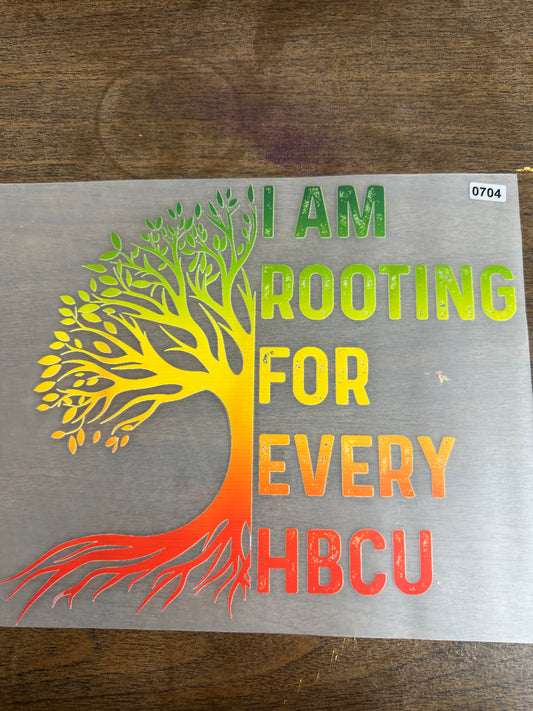 0704
I AM
ROOTING
FOR
EVERY
HBCU